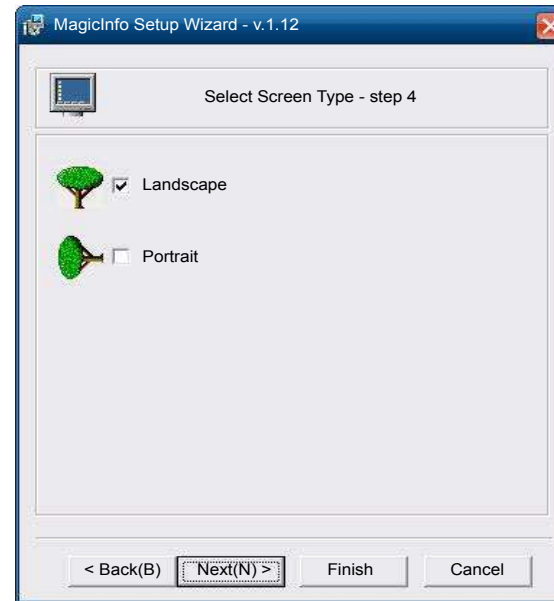 MagicInfo Setup Wizard - v.1.12
Select Screen Type - step 4
Landscape
Portrait
< Back(B) Next(N) > Finish Cancel